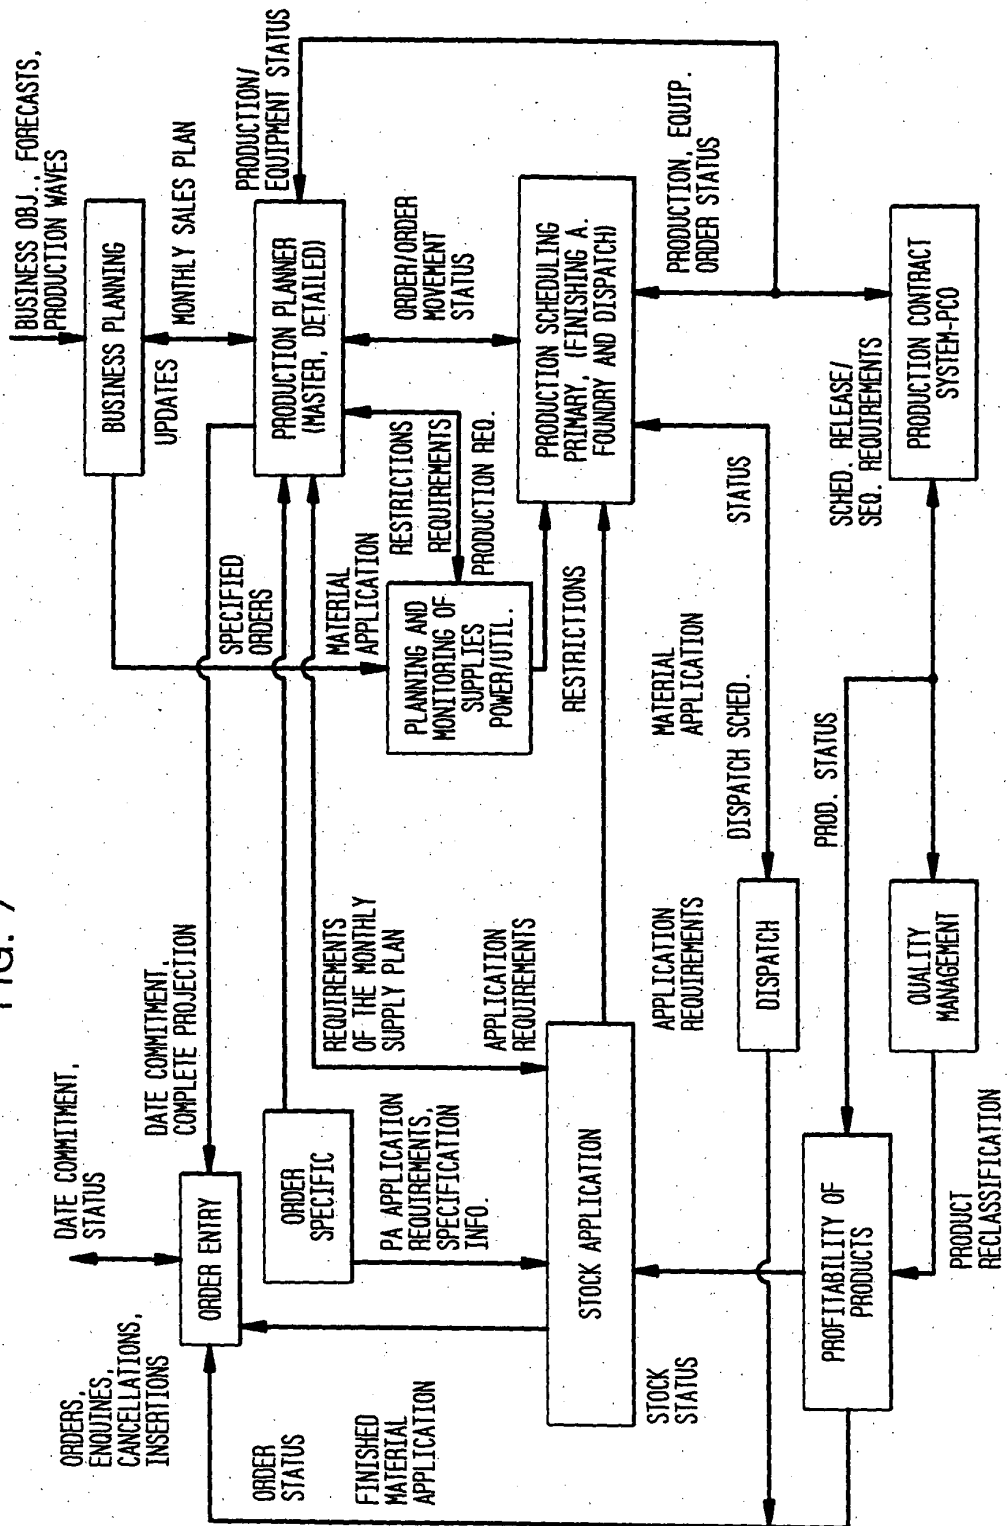 FIG. 7
BUSINESS OBJ., FORECASTS,
PRODUCTION WAVES
DATE COMMITMENT,
STATUS
ORDERS,
ENQUINES,
CANCELLATIONS,
INSERTIONS
DATE COMMITMENT,
COMPLETE PROJECTION
BUSINESS PLANNING
UPDATES
MONTHLY SALES PLAN
ORDER ENTRY
ORDER
STATUS
ORDER
SPECIFIC
SPECIFIED
ORDERS
PRODUCTION PLANNER
(MASTER, DETAILED)
PRODUCTION/
EQUIPMENT STATUS
FINISHED
MATERIAL
APPLICATION
PA APPLICATION
REQUIREMENTS,
SPECIFICATION
INFO.
REQUIREMENTS
OF THE MONTHLY
SUPPLY PLAN
MATERIAL
APPLICATION
RESTRICTIONS
REQUIREMENTS
PRODUCTION REQ.
ORDER/ORDER
MOVEMENT
STATUS
PLANNING AND
MONITORING OF
SUPPLIES
POWER/UTIL.
APPLICATION
REQUIREMENTS
STOCK APPLICATION
RESTRICTIONS
PRODUCTION SCHEDULING
PRIMARY, (FINISHING A.
FOUNDRY AND DISPATCH)
STOCK
STATUS
APPLICATION
REQUIREMENTS
MATERIAL
APPLICATION
PRODUCTION, EQUIP.
ORDER STATUS
DISPATCH SCHED.
STATUS
DISPATCH
PROD. STATUS
SCHED. RELEASE/
SEQ. REQUIREMENTS
PROFITABILITY OF
PRODUCTS
QUALITY
MANAGEMENT
PRODUCTION CONTRACT
SYSTEM-PCO
PRODUCT
RECLASSIFICATION